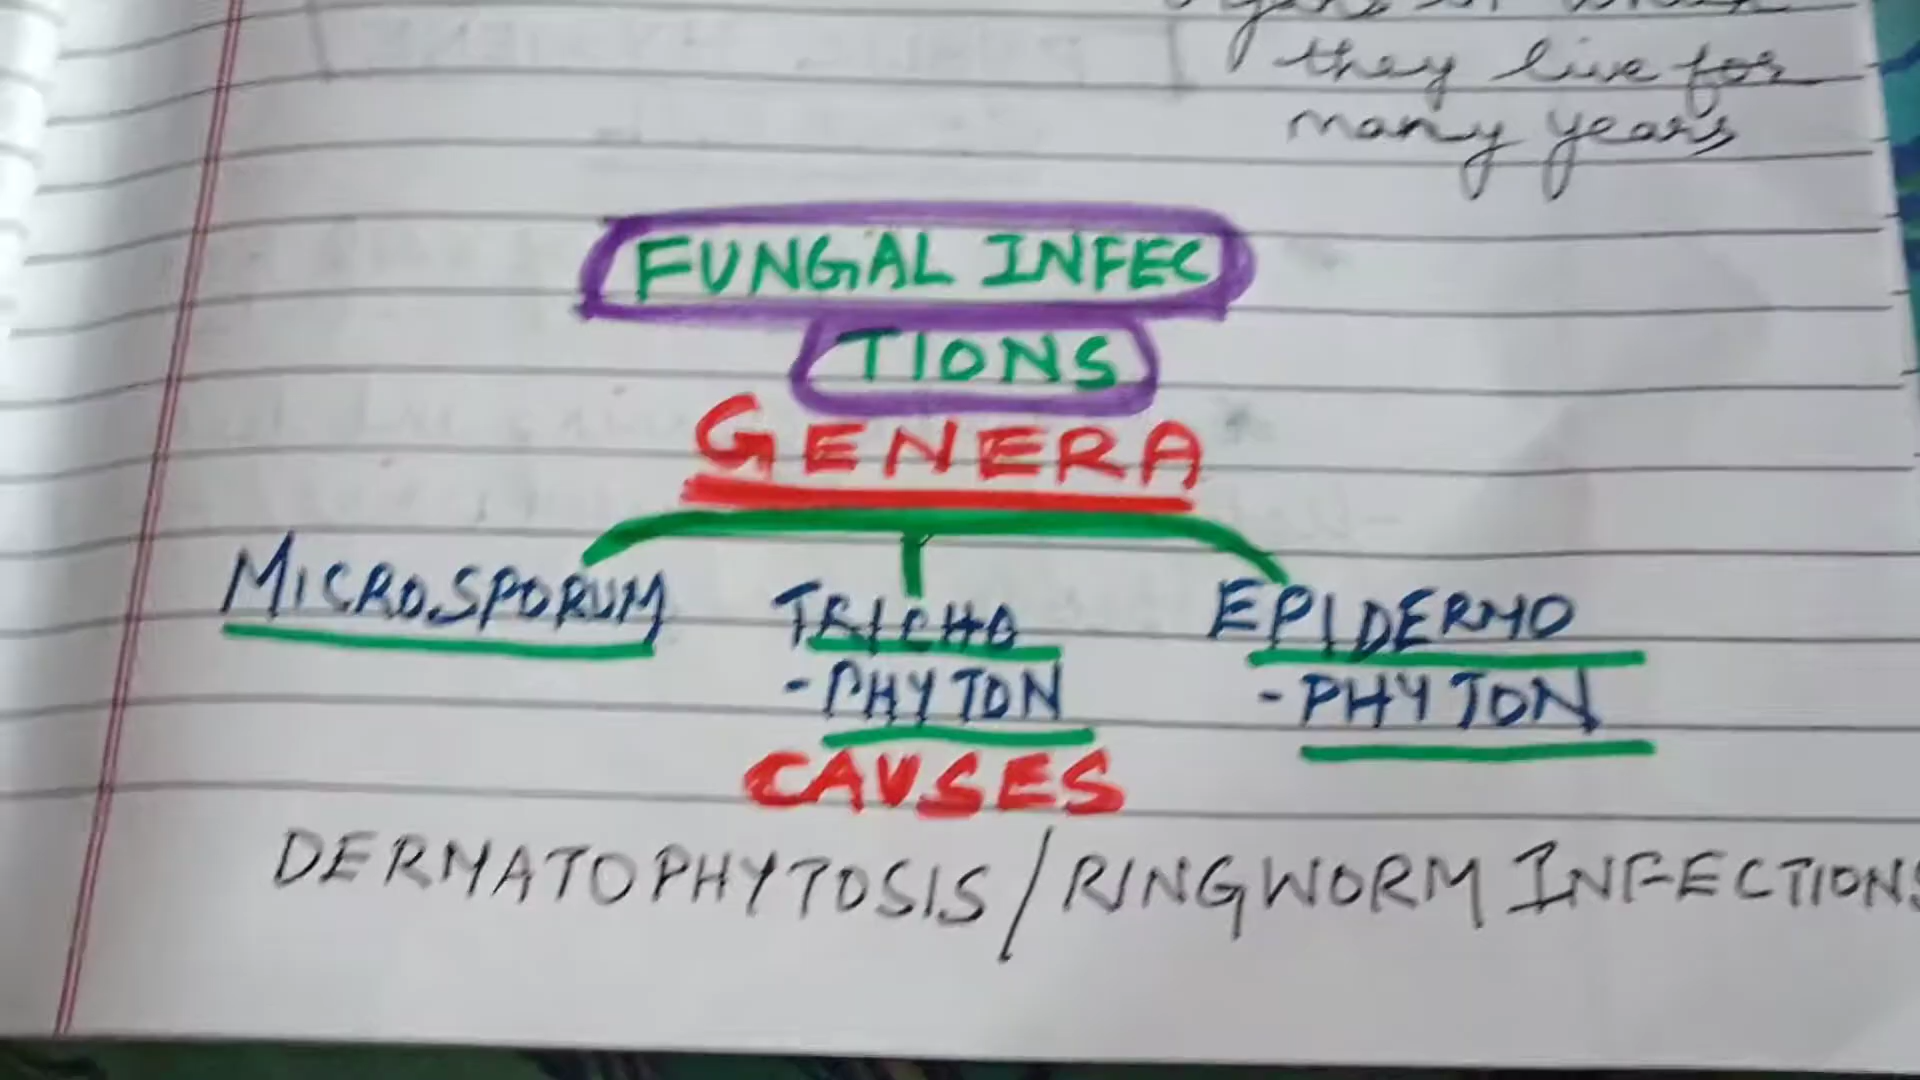 they live for
many years
FUNGAL INFEC
TIONS
GENERA
MICROSPORUM
TRICHO
-PHYTON
EPIDERMO
-PHYTON
CAUSES
DERMATOPHYTOSIS/RINGWORM INFECTIONS